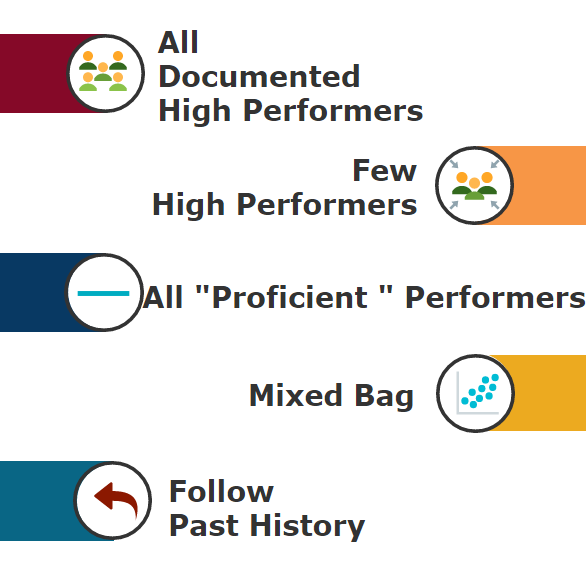 All
Documented
High Performers
Few
High Performers
All "Proficient " Performers
Mixed Bag
Follow
Past History